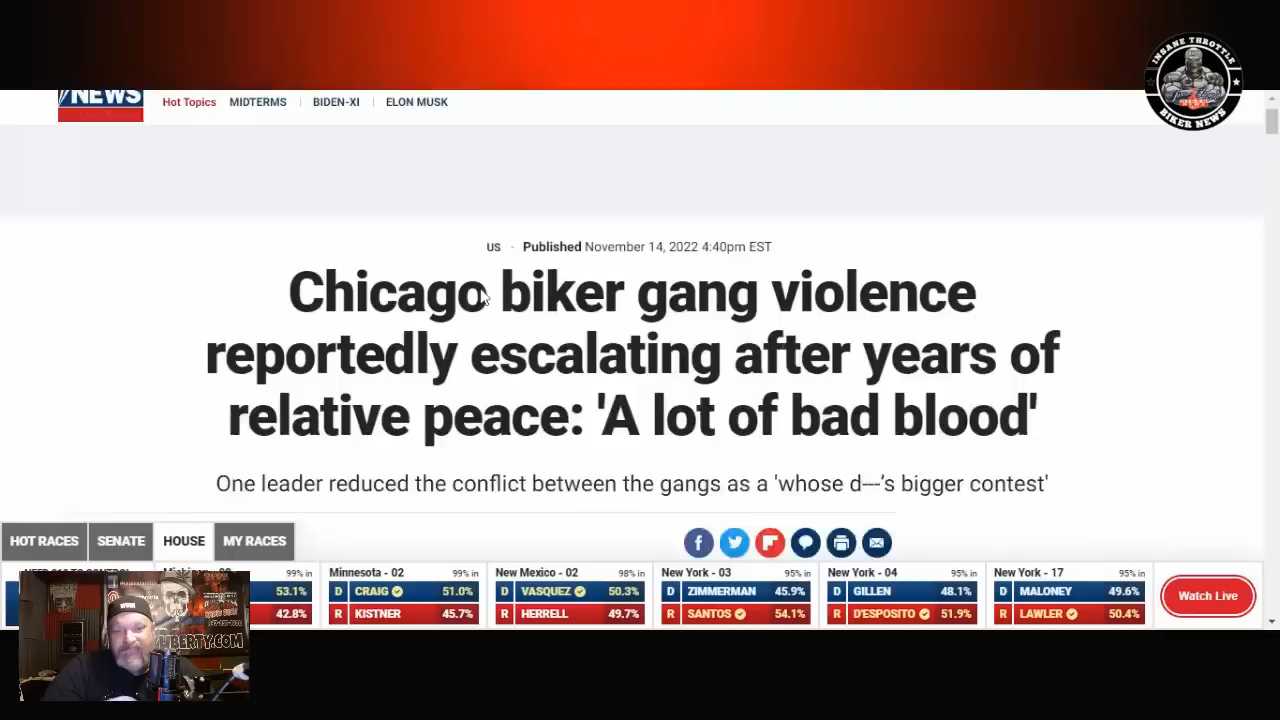 NEWS
Hot Topics MIDTERMS BIDEN-XI ELON MUSK
INSANE THROTTLE
BIKER NEWS
US - Published November 14, 2022 4:40pm EST
Chicago biker gang violence
reportedly escalating after years of
relative peace: 'A lot of bad blood'
One leader reduced the conflict between the gangs as a 'whose d---'s bigger contest'
HOT RACES SENATE HOUSE MY RACES
99% in
53.1%
42.8%
Minnesota - 02 99% in
D CRAIG 51.0%
R KISTNER 45.7%
New Mexico - 02 98% in
D VASQUEZ 50.3%
R HERRELL 49.7%
New York - 03 95% in
D ZIMMERMAN 45.9%
R SANTOS 54.1%
New York - 04 95% in
D GILLEN 48.1%
R D'ESPOSITO 51.9%
New York - 17 95% in
D MALONEY 49.6%
R LAWLER 50.4%
Watch Live